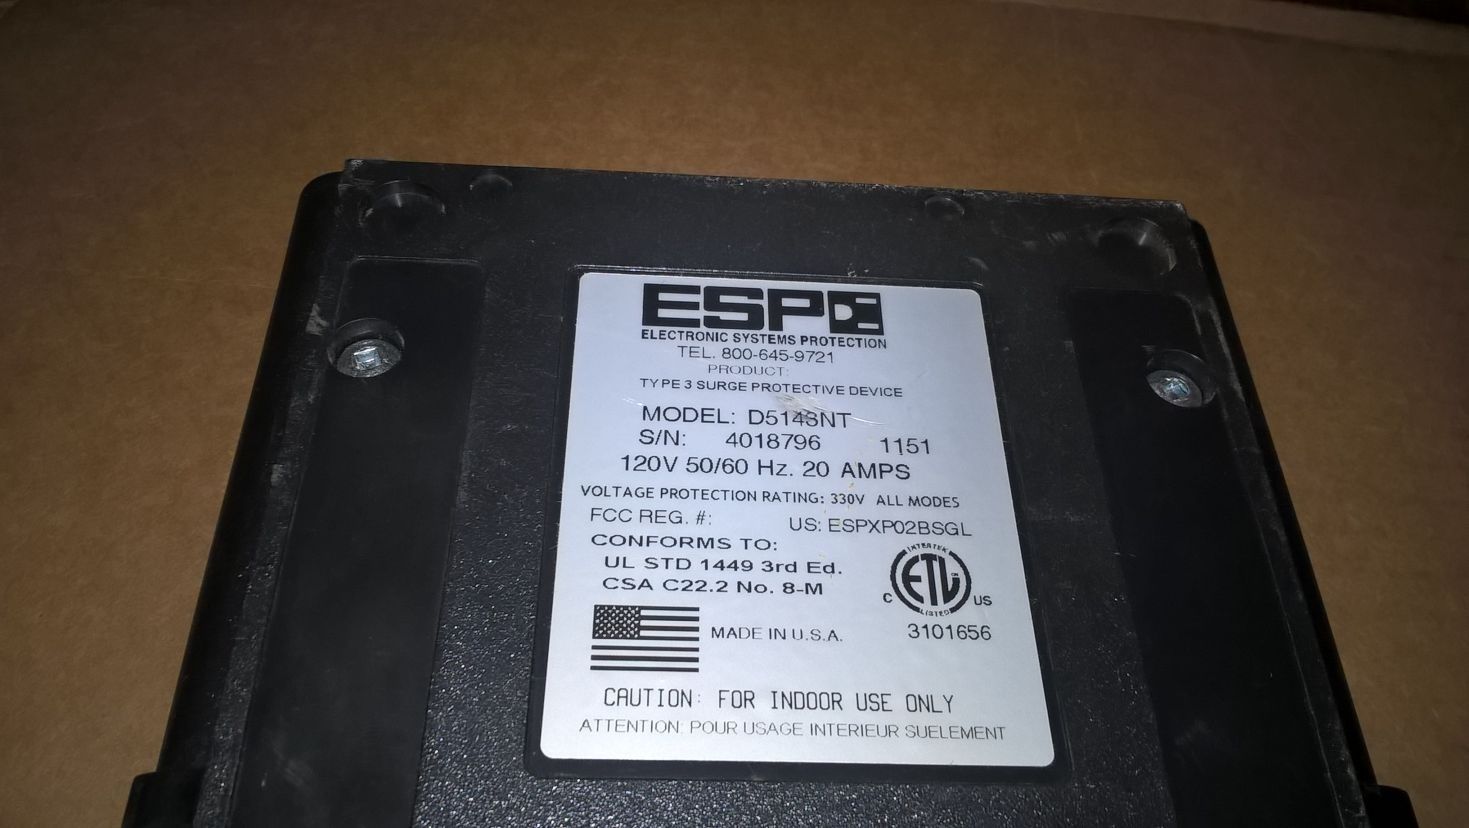 ESP
ELECTRONIC SYSTEMS PROTECTION
TEL. 800-645-9721
PRODUCT:
TYPE 3 SURGE PROTECTIVE DEVICE
MODEL: D5143NT
S/N: 4018796 1151
120V 50/60 Hz. 20 AMPS
VOLTAGE PROTECTION RATING: 330V ALL MODES
FCC REG. #: US: ESPXP02BSGL
CONFORMS TO:
UL STD 1449 3rd Ed.
CSA C22.2 No. 8-M
INTERTEK
ETL CM
C US
LISTED
3101656
MADE IN U.S.A.
CAUTION: FOR INDOOR USE ONLY
ATTENTION: POUR USAGE INTERIEUR SUELEMENT